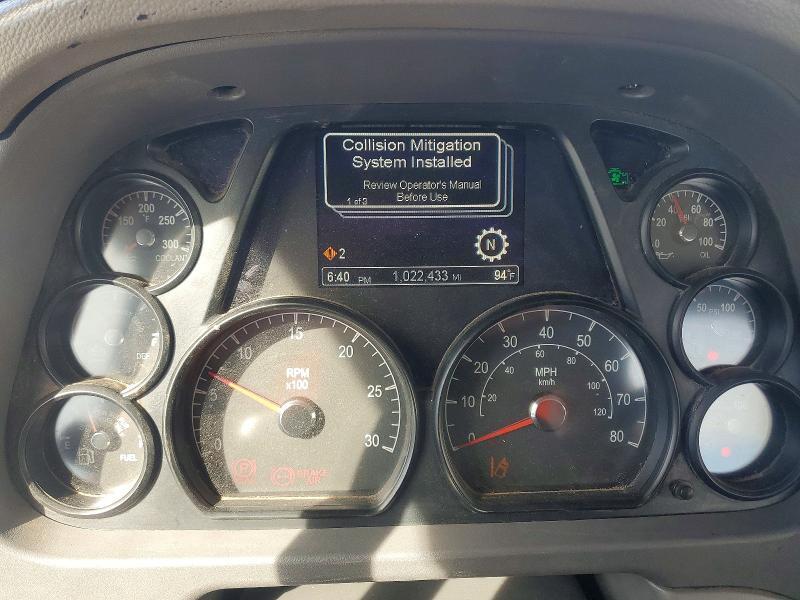 Collision Mitigation
System Installed
Review Operator's Manual
Before Use
1 of 3
2
N
6:40 PM 1,022,433 MI 94°F
150 200 250 300
°F
COOLANT
DEF
E
FUEL
0 5 10 15 20 25 30
RPM
x100
P
BRAKE
AIR
0 10 20 30 40 50 60 70 80
20 40 60 80 100 120
MPH
km/h
0 20 40 60 80 100
PSI
OIL
50 PSI 100